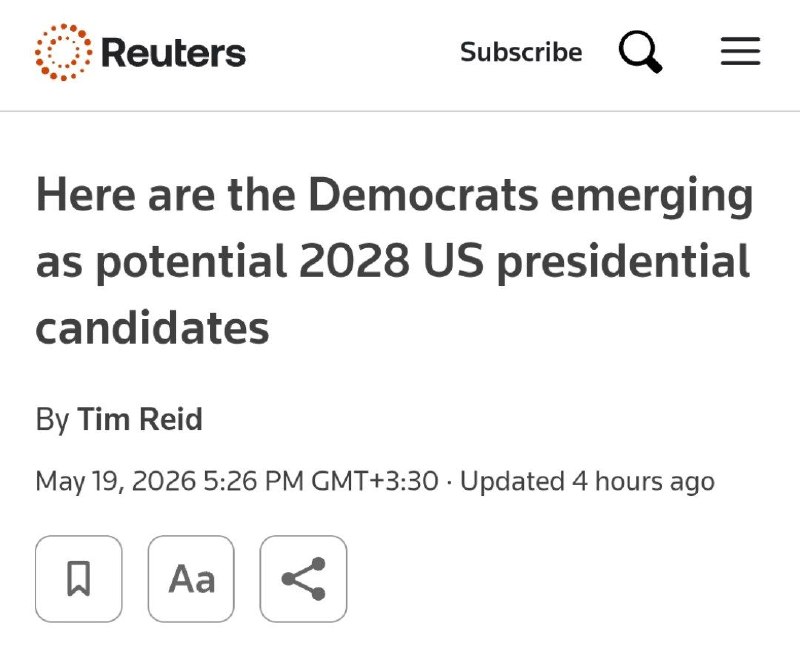 Reuters
Subscribe
Here are the Democrats emerging
as potential 2028 US presidential
candidates
By Tim Reid
May 19, 2026 5:26 PM GMT+3:30 · Updated 4 hours ago
Aa